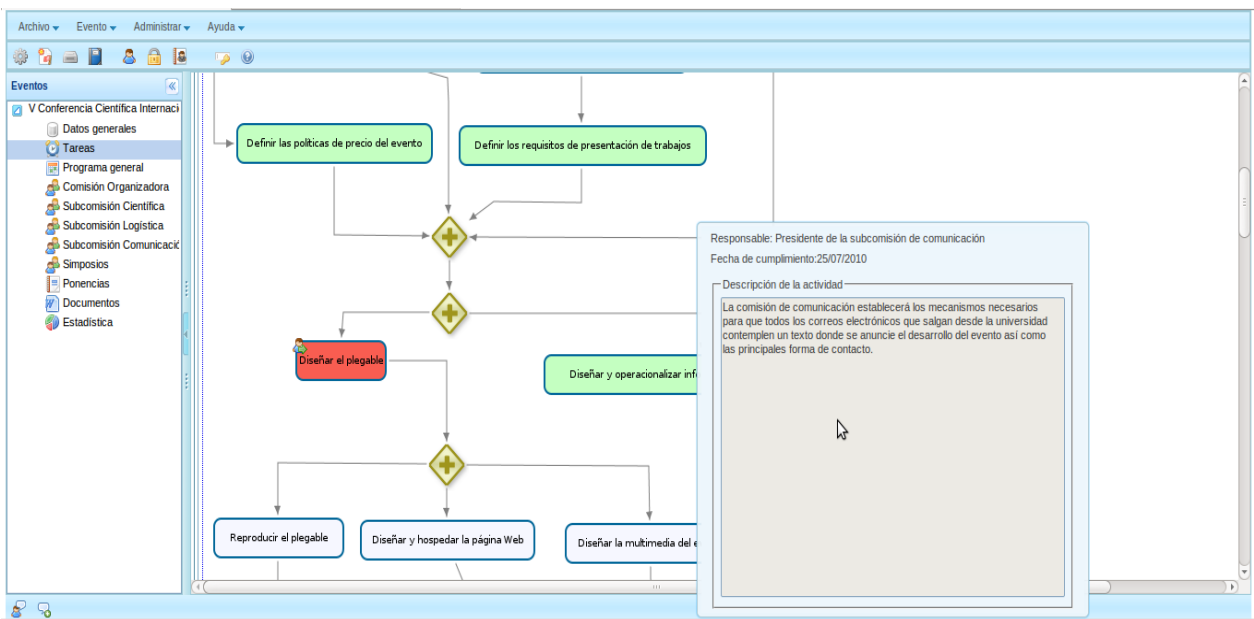 Archivo Evento Administrar Ayuda
Eventos
V Conferencia Científica Internaci
Datos generales
Tareas
Programa general
Comisión Organizadora
Subcomisión Científica
Subcomisión Logística
Subcomisión Comunicació
Simposios
Ponencias
Documentos
Estadística
Definir las políticas de precio del evento
Definir los requisitos de presentación de trabajos
Diseñar el plegable
Diseñar y operacionalizar inf
Reproducir el plegable
Diseñar y hospedar la página Web
Diseñar la multimedia del e
Responsable: Presidente de la subcomisión de comunicación
Fecha de cumplimiento:25/07/2010
Descripción de la actividad
La comisión de comunicación establecerá los mecanismos necesarios
para que todos los correos electrónicos que salgan desde la universidad
contemplen un texto donde se anuncie el desarrollo del evento así como
las principales forma de contacto.